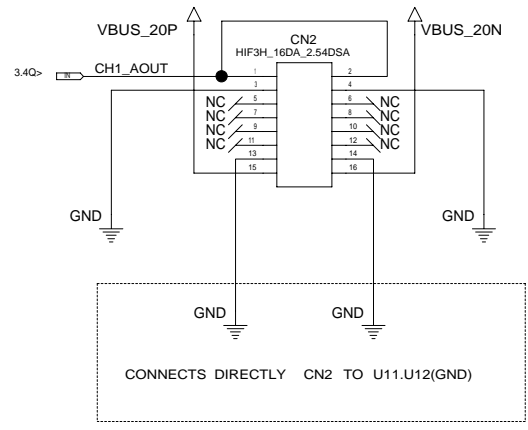 VBUS_20P
VBUS_20N
CN2
HIF3H_16DA_2.54DSA
3.4Q>
IN
CH1_AOUT
1
2
3
4
NC
5
6
NC
NC
7
8
NC
NC
9
10
NC
NC
11
12
NC
13
14
15
16
GND
GND
GND
GND
CONNECTS DIRECTLY CN2 TO U11.U12(GND)